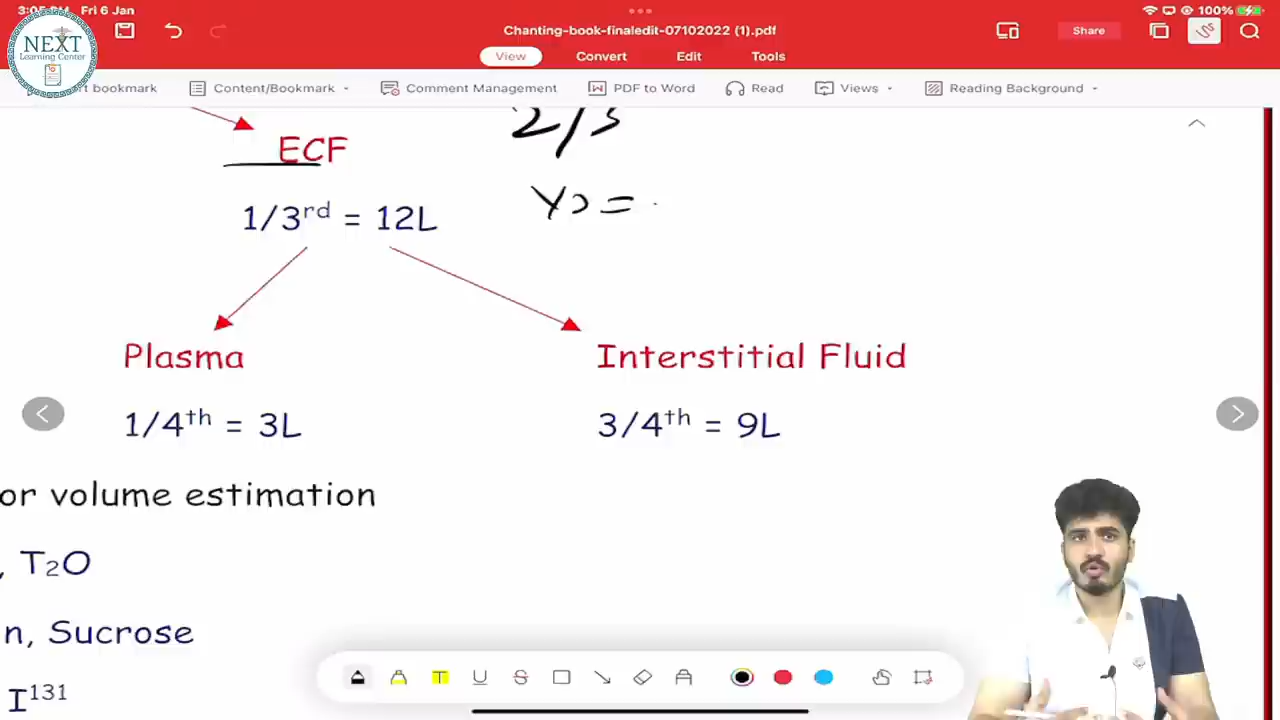 3:05 PM Fri 6 Jan
100%
NEXT
Learning Center
Chanting-book-finaledit-07102022 (1).pdf
Share
View Convert Edit Tools
bookmark Content/Bookmark Comment Management PDF to Word Read Views Reading Background
2/3
ECF
1/3rd = 12L
Plasma Interstitial Fluid
1/4th = 3L 3/4th = 9L
or volume estimation
, T₂O
n, Sucrose
I¹³¹
T U S A